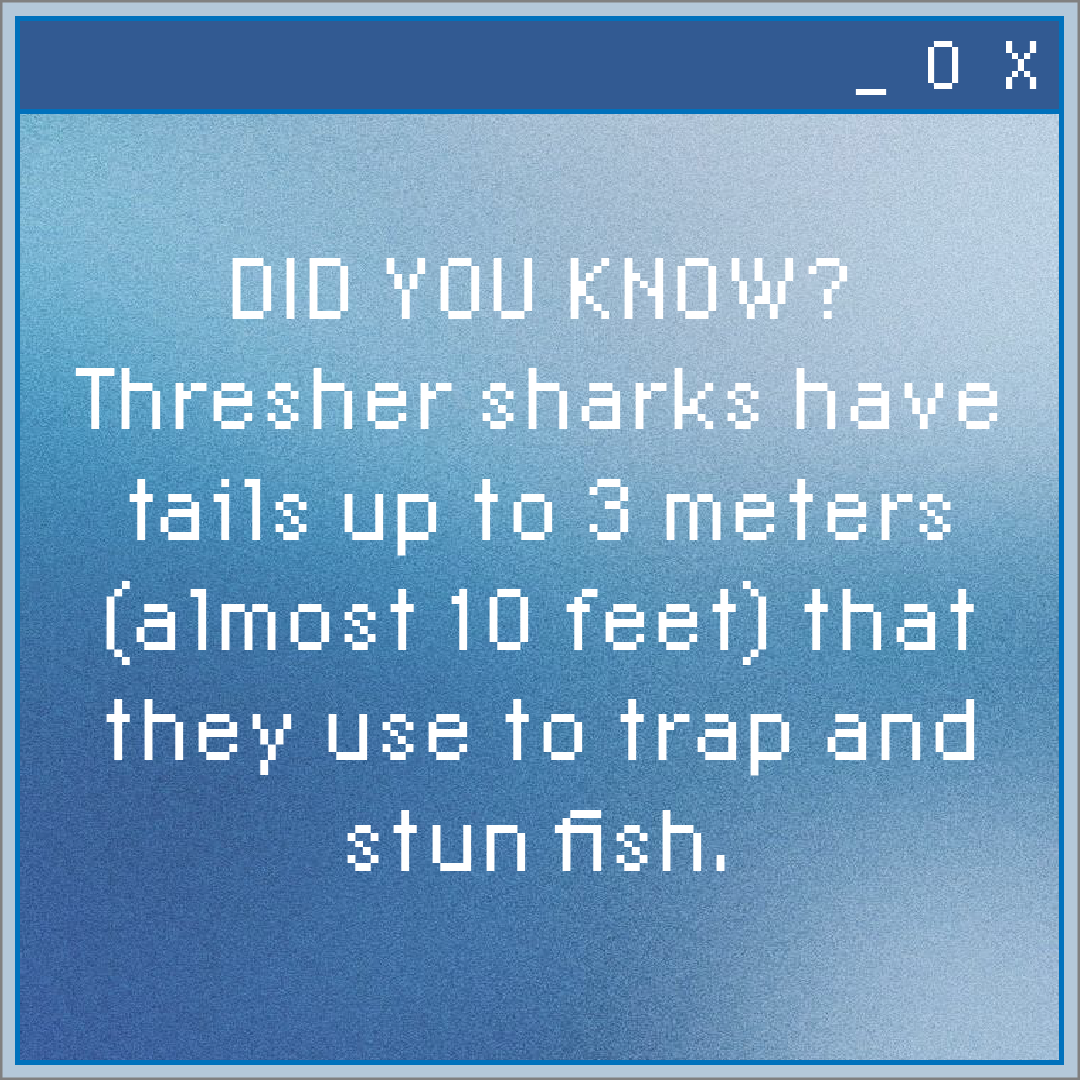 _ O X
DID YOU KNOW?
Thresher sharks have
tails up to 3 meters
(almost 10 feet) that
they use to trap and
stun fish.